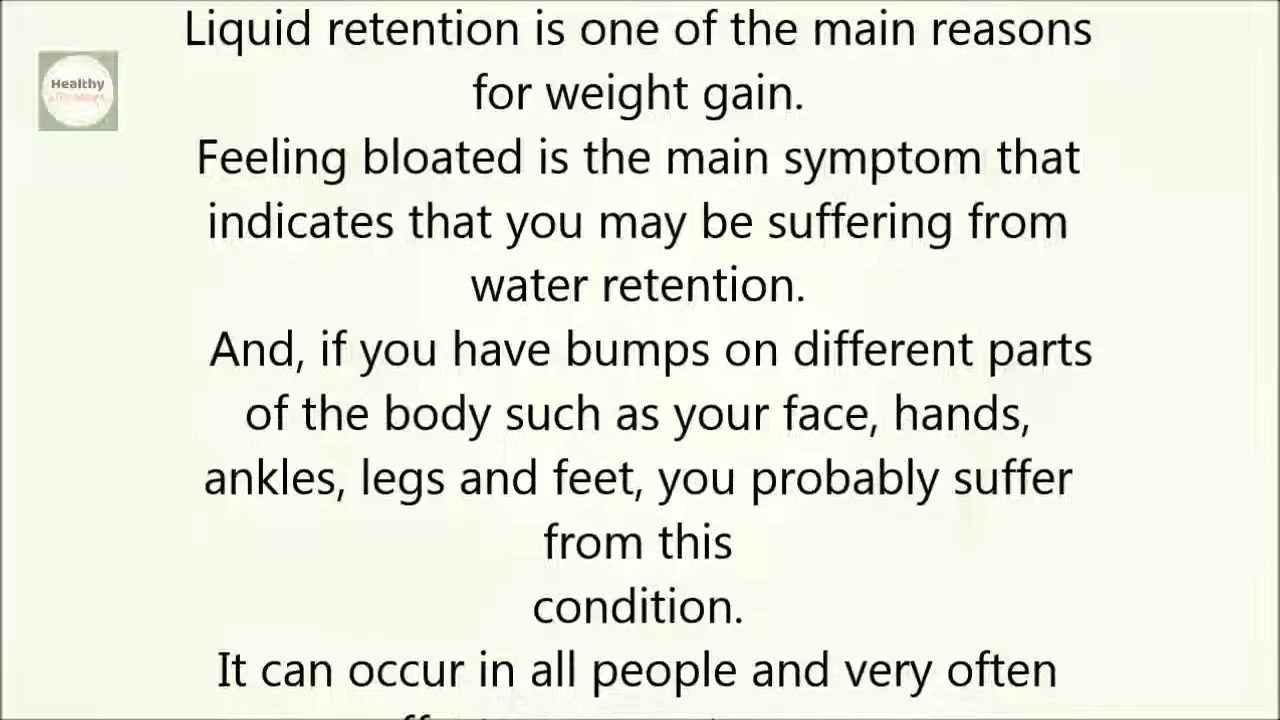 Liquid retention is one of the main reasons
for weight gain.
Healthy
Feeling bloated is the main symptom that
indicates that you may be suffering from
water retention.
And, if you have bumps on different parts
of the body such as your face, hands,
ankles, legs and feet, you probably suffer
from this
condition.
It can occur in all people and very often